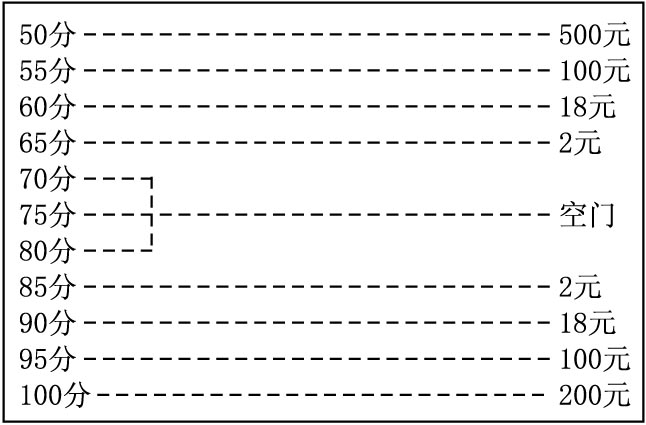 50分 500元
55分 100元
60分 18元
65分 2元
70分
75分 空门
80分
85分 2元
90分 18元
95分 100元
100分 200元